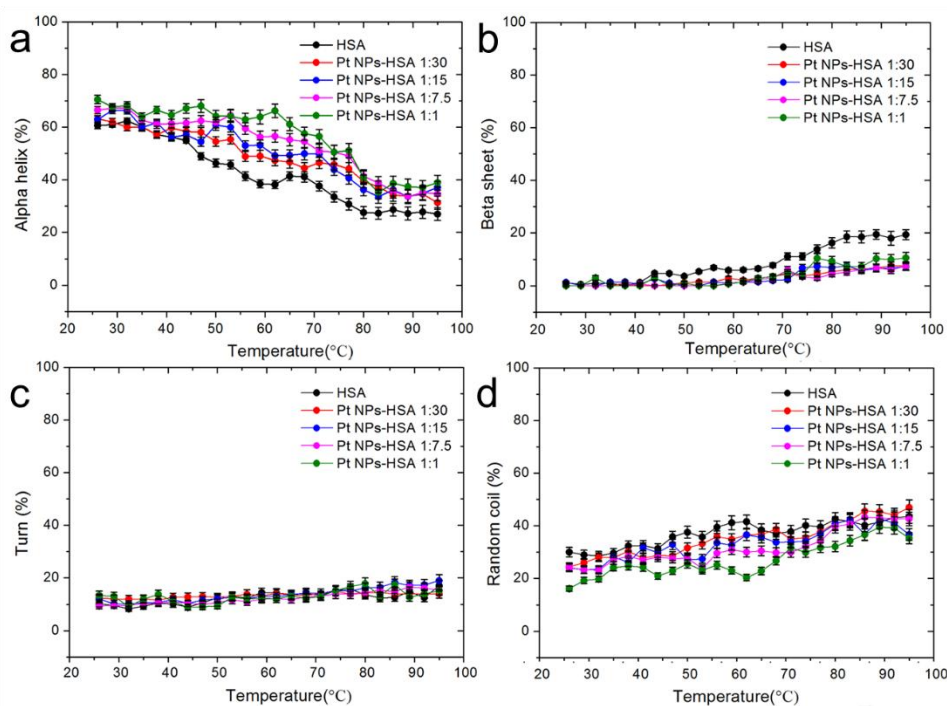 a
HSA
Pt NPs-HSA 1:30
Pt NPs-HSA 1:15
Pt NPs-HSA 1:7.5
Pt NPs-HSA 1:1
Alpha helix (%)
100
80
60
40
20
0
20 30 40 50 60 70 80 90 100
Temperature(°C)
b
HSA
Pt NPs-HSA 1:30
Pt NPs-HSA 1:15
Pt NPs-HSA 1:7.5
Pt NPs-HSA 1:1
Beta sheet (%)
100
80
60
40
20
0
20 30 40 50 60 70 80 90 100
Temperature(°C)
c
HSA
Pt NPs-HSA 1:30
Pt NPs-HSA 1:15
Pt NPs-HSA 1:7.5
Pt NPs-HSA 1:1
Turn (%)
100
80
60
40
20
0
20 30 40 50 60 70 80 90 100
Temperature(°C)
d
HSA
Pt NPs-HSA 1:30
Pt NPs-HSA 1:15
Pt NPs-HSA 1:7.5
Pt NPs-HSA 1:1
Random coil (%)
100
80
60
40
20
0
20 30 40 50 60 70 80 90 100
Temperature(°C)